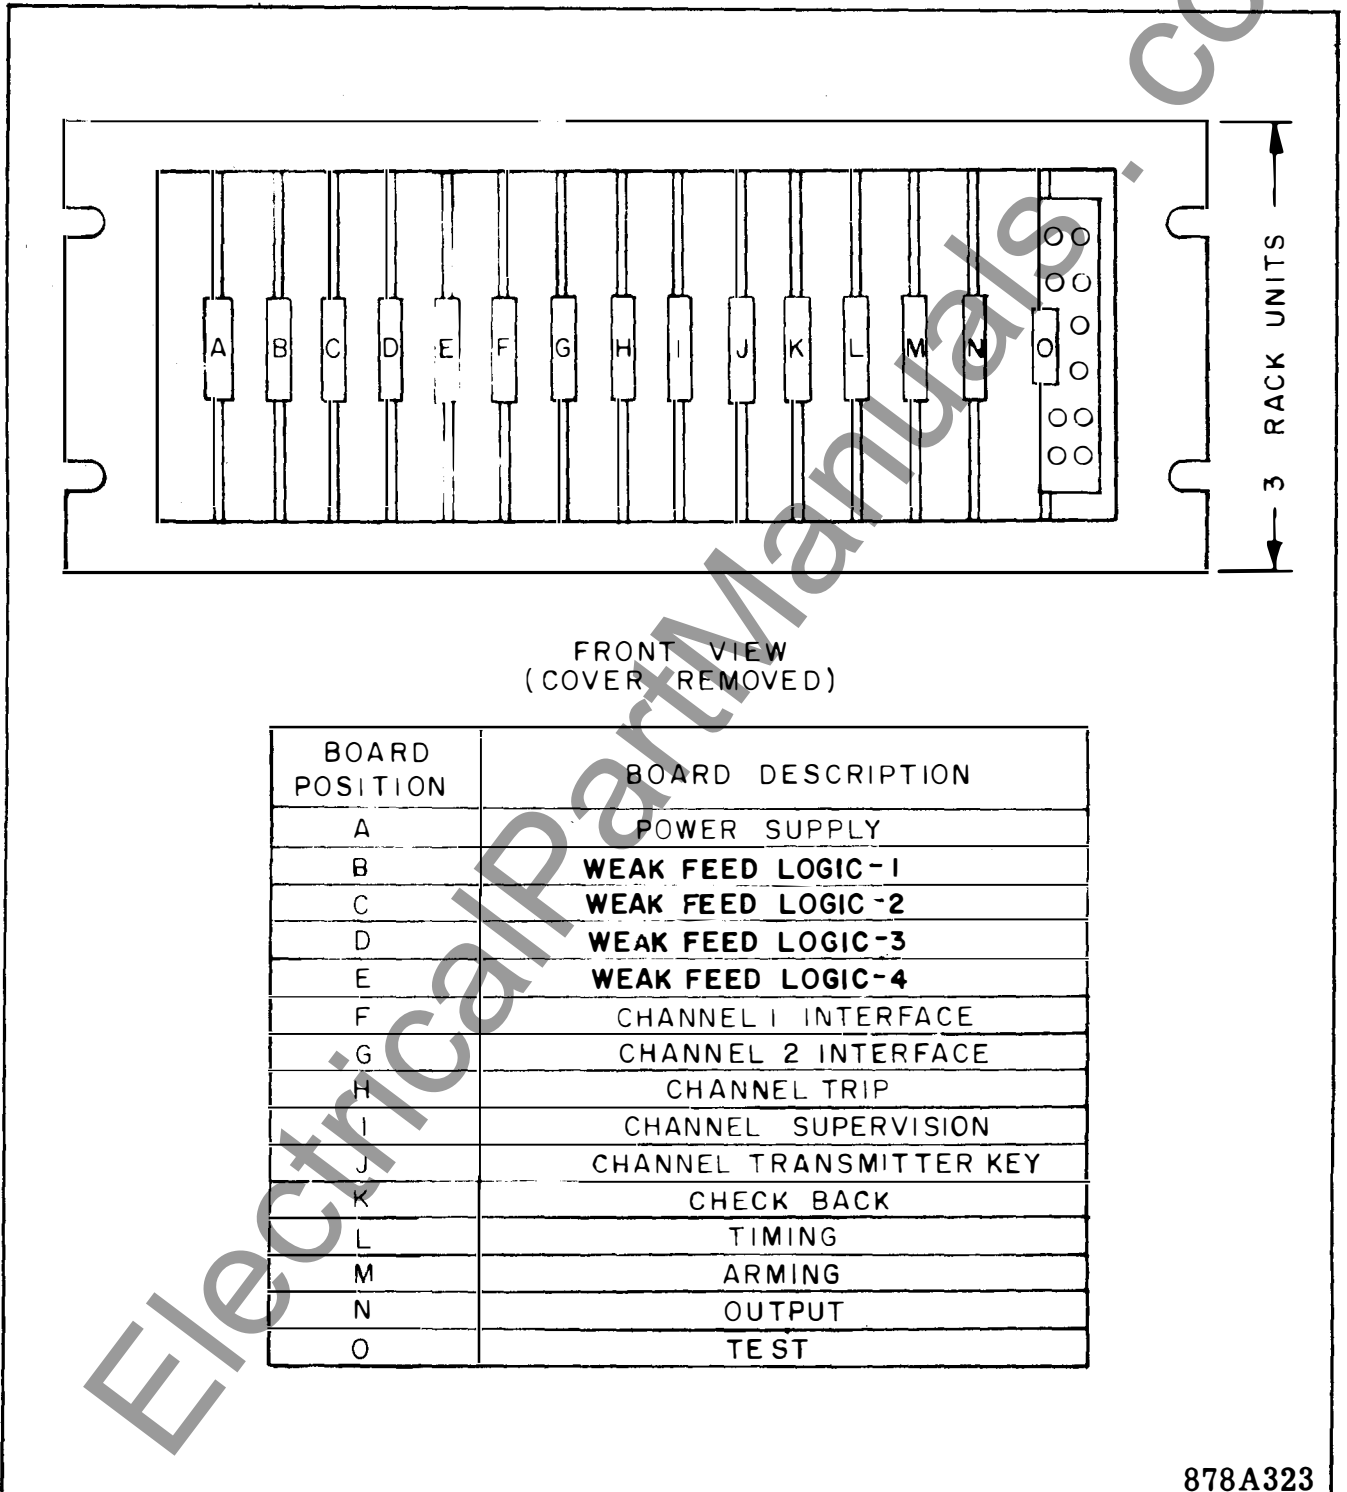 A B C D E F G H I J K L M N O
3 RACK UNITS
FRONT VIEW
(COVER REMOVED)
BOARD POSITION BOARD DESCRIPTION
A POWER SUPPLY
B WEAK FEED LOGIC-1
C WEAK FEED LOGIC-2
D WEAK FEED LOGIC-3
E WEAK FEED LOGIC-4
F CHANNEL 1 INTERFACE
G CHANNEL 2 INTERFACE
H CHANNEL TRIP
I CHANNEL SUPERVISION
J CHANNEL TRANSMITTER KEY
K CHECK BACK
L TIMING
M ARMING
N OUTPUT
O TEST
878A323
ElectricalPartManuals . co